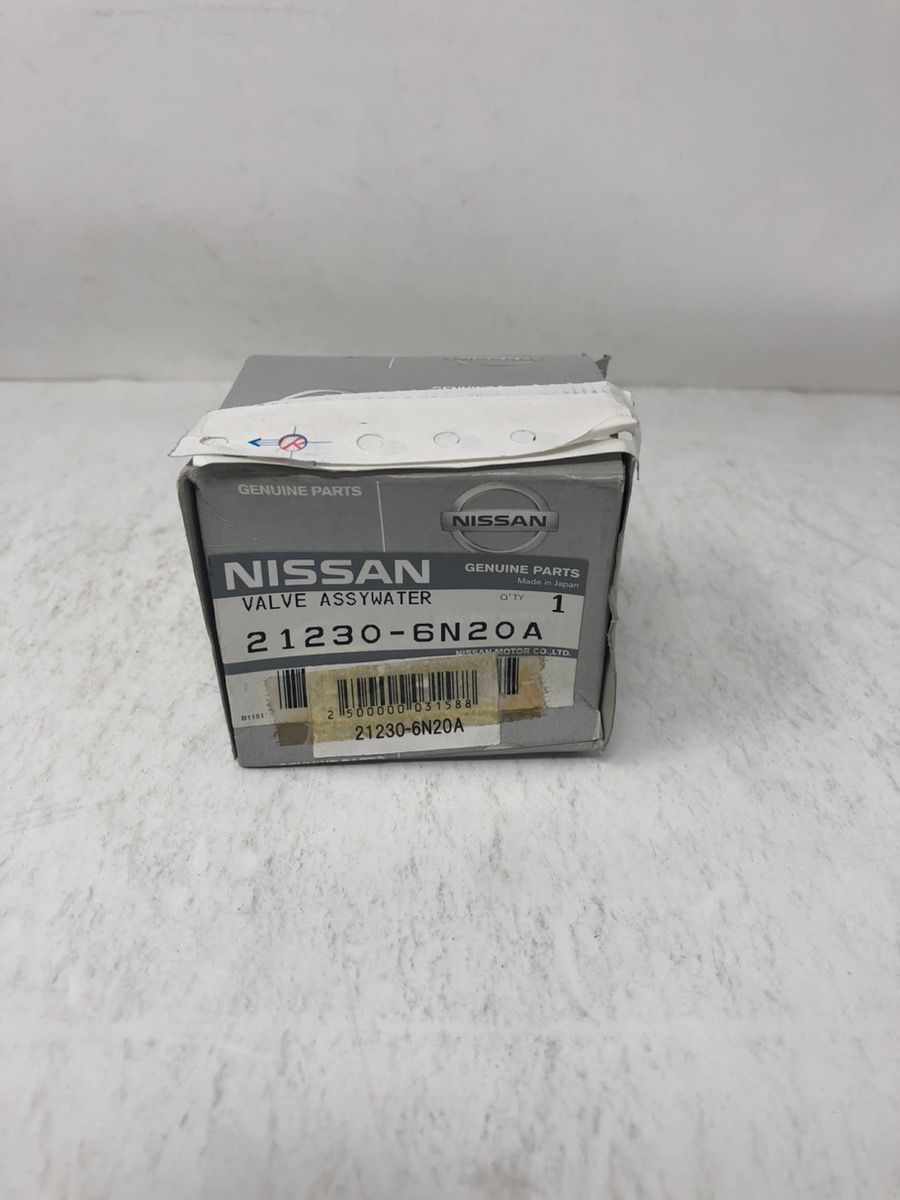 NISSAN
GENUINE PARTS
NISSAN
NISSAN GENUINE PARTS
Made in Japan
VALVE ASSYWATER Q'TY 1
21230-6N20A
NISSAN MOTOR CO.,LTD.
B1151
2 500000 031588
21230-6N20A